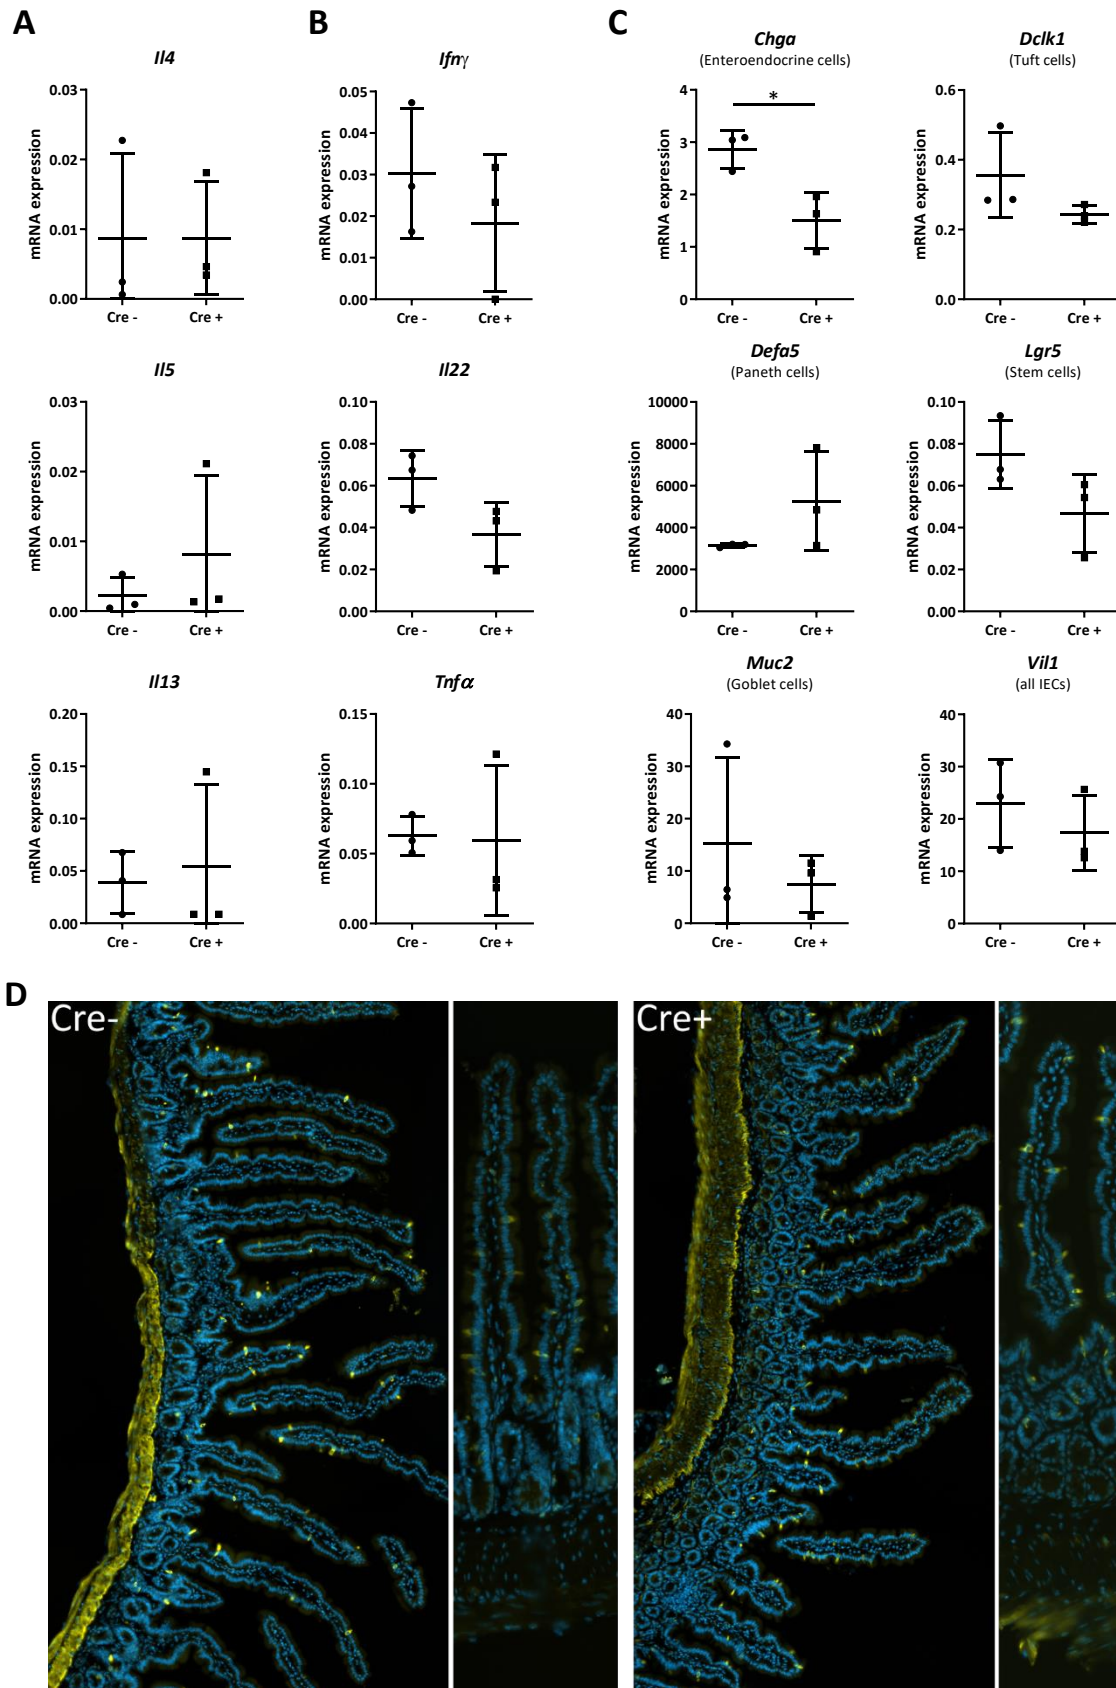 A
B
C
Il4
mRNA expression
0.03
0.02
0.01
0.00
Cre -
Cre +
Ifnγ
mRNA expression
0.05
0.04
0.03
0.02
0.01
0.00
Cre -
Cre +
Chga
(Enteroendocrine cells)
mRNA expression
4
3
2
1
0
*
Cre -
Cre +
Dclk1
(Tuft cells)
mRNA expression
0.6
0.4
0.2
0.0
Cre -
Cre +
Il5
mRNA expression
0.03
0.02
0.01
0.00
Cre -
Cre +
Il22
mRNA expression
0.10
0.08
0.06
0.04
0.02
0.00
Cre -
Cre +
Defa5
(Paneth cells)
mRNA expression
10000
8000
6000
4000
2000
0
Cre -
Cre +
Lgr5
(Stem cells)
mRNA expression
0.10
0.08
0.06
0.04
0.02
0.00
Cre -
Cre +
Il13
mRNA expression
0.20
0.15
0.10
0.05
0.00
Cre -
Cre +
Tnfα
mRNA expression
0.15
0.10
0.05
0.00
Cre -
Cre +
Muc2
(Goblet cells)
mRNA expression
40
30
20
10
0
Cre -
Cre +
Vil1
(all IECs)
mRNA expression
40
30
20
10
0
Cre -
Cre +
D
Cre-
Cre+